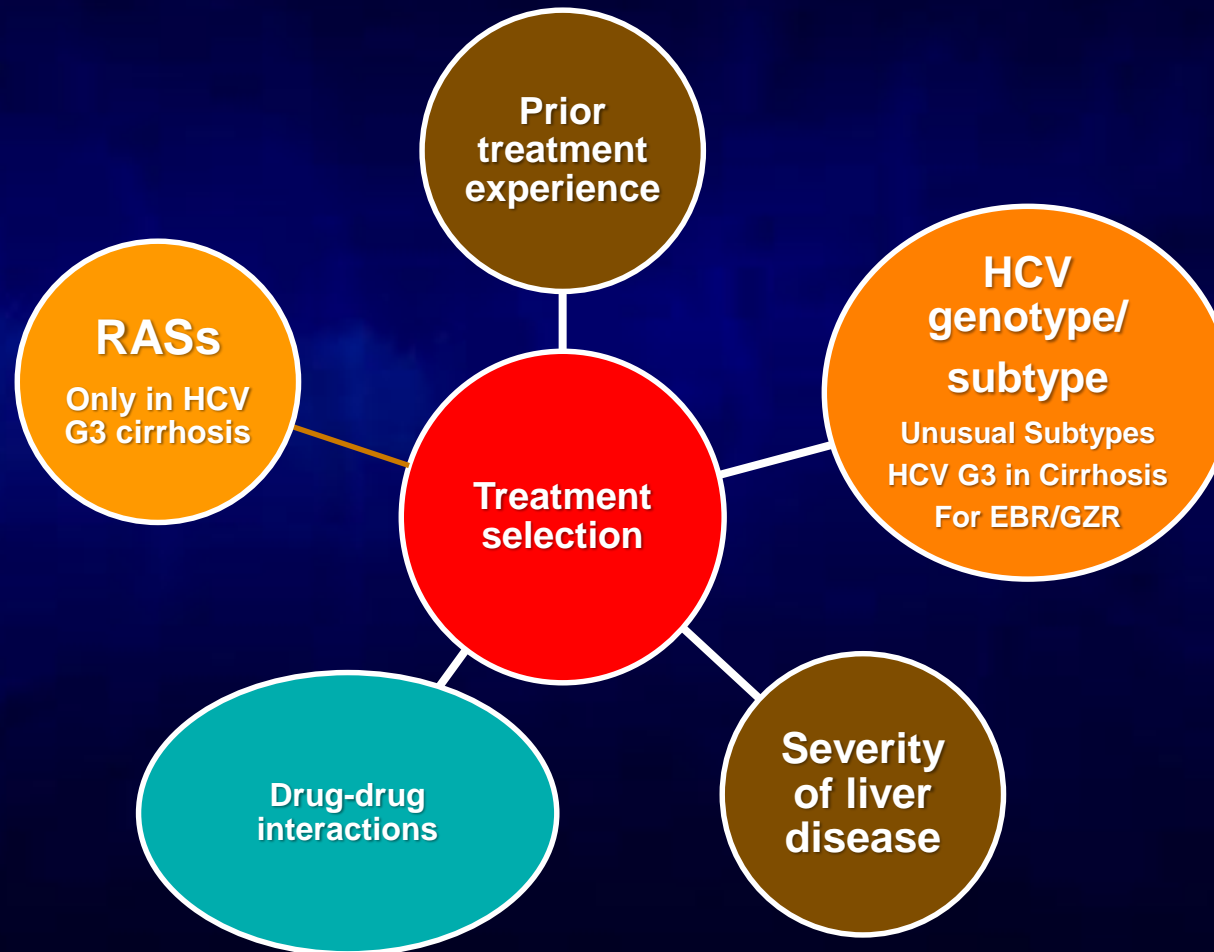 Prior
treatment
experience
HCV
genotype/
subtype
Unusual Subtypes
HCV G3 in Cirrhosis
For EBR/GZR
RASs
Only in HCV
G3 cirrhosis
Treatment
selection
Severity
of liver
disease
Drug-drug
interactions